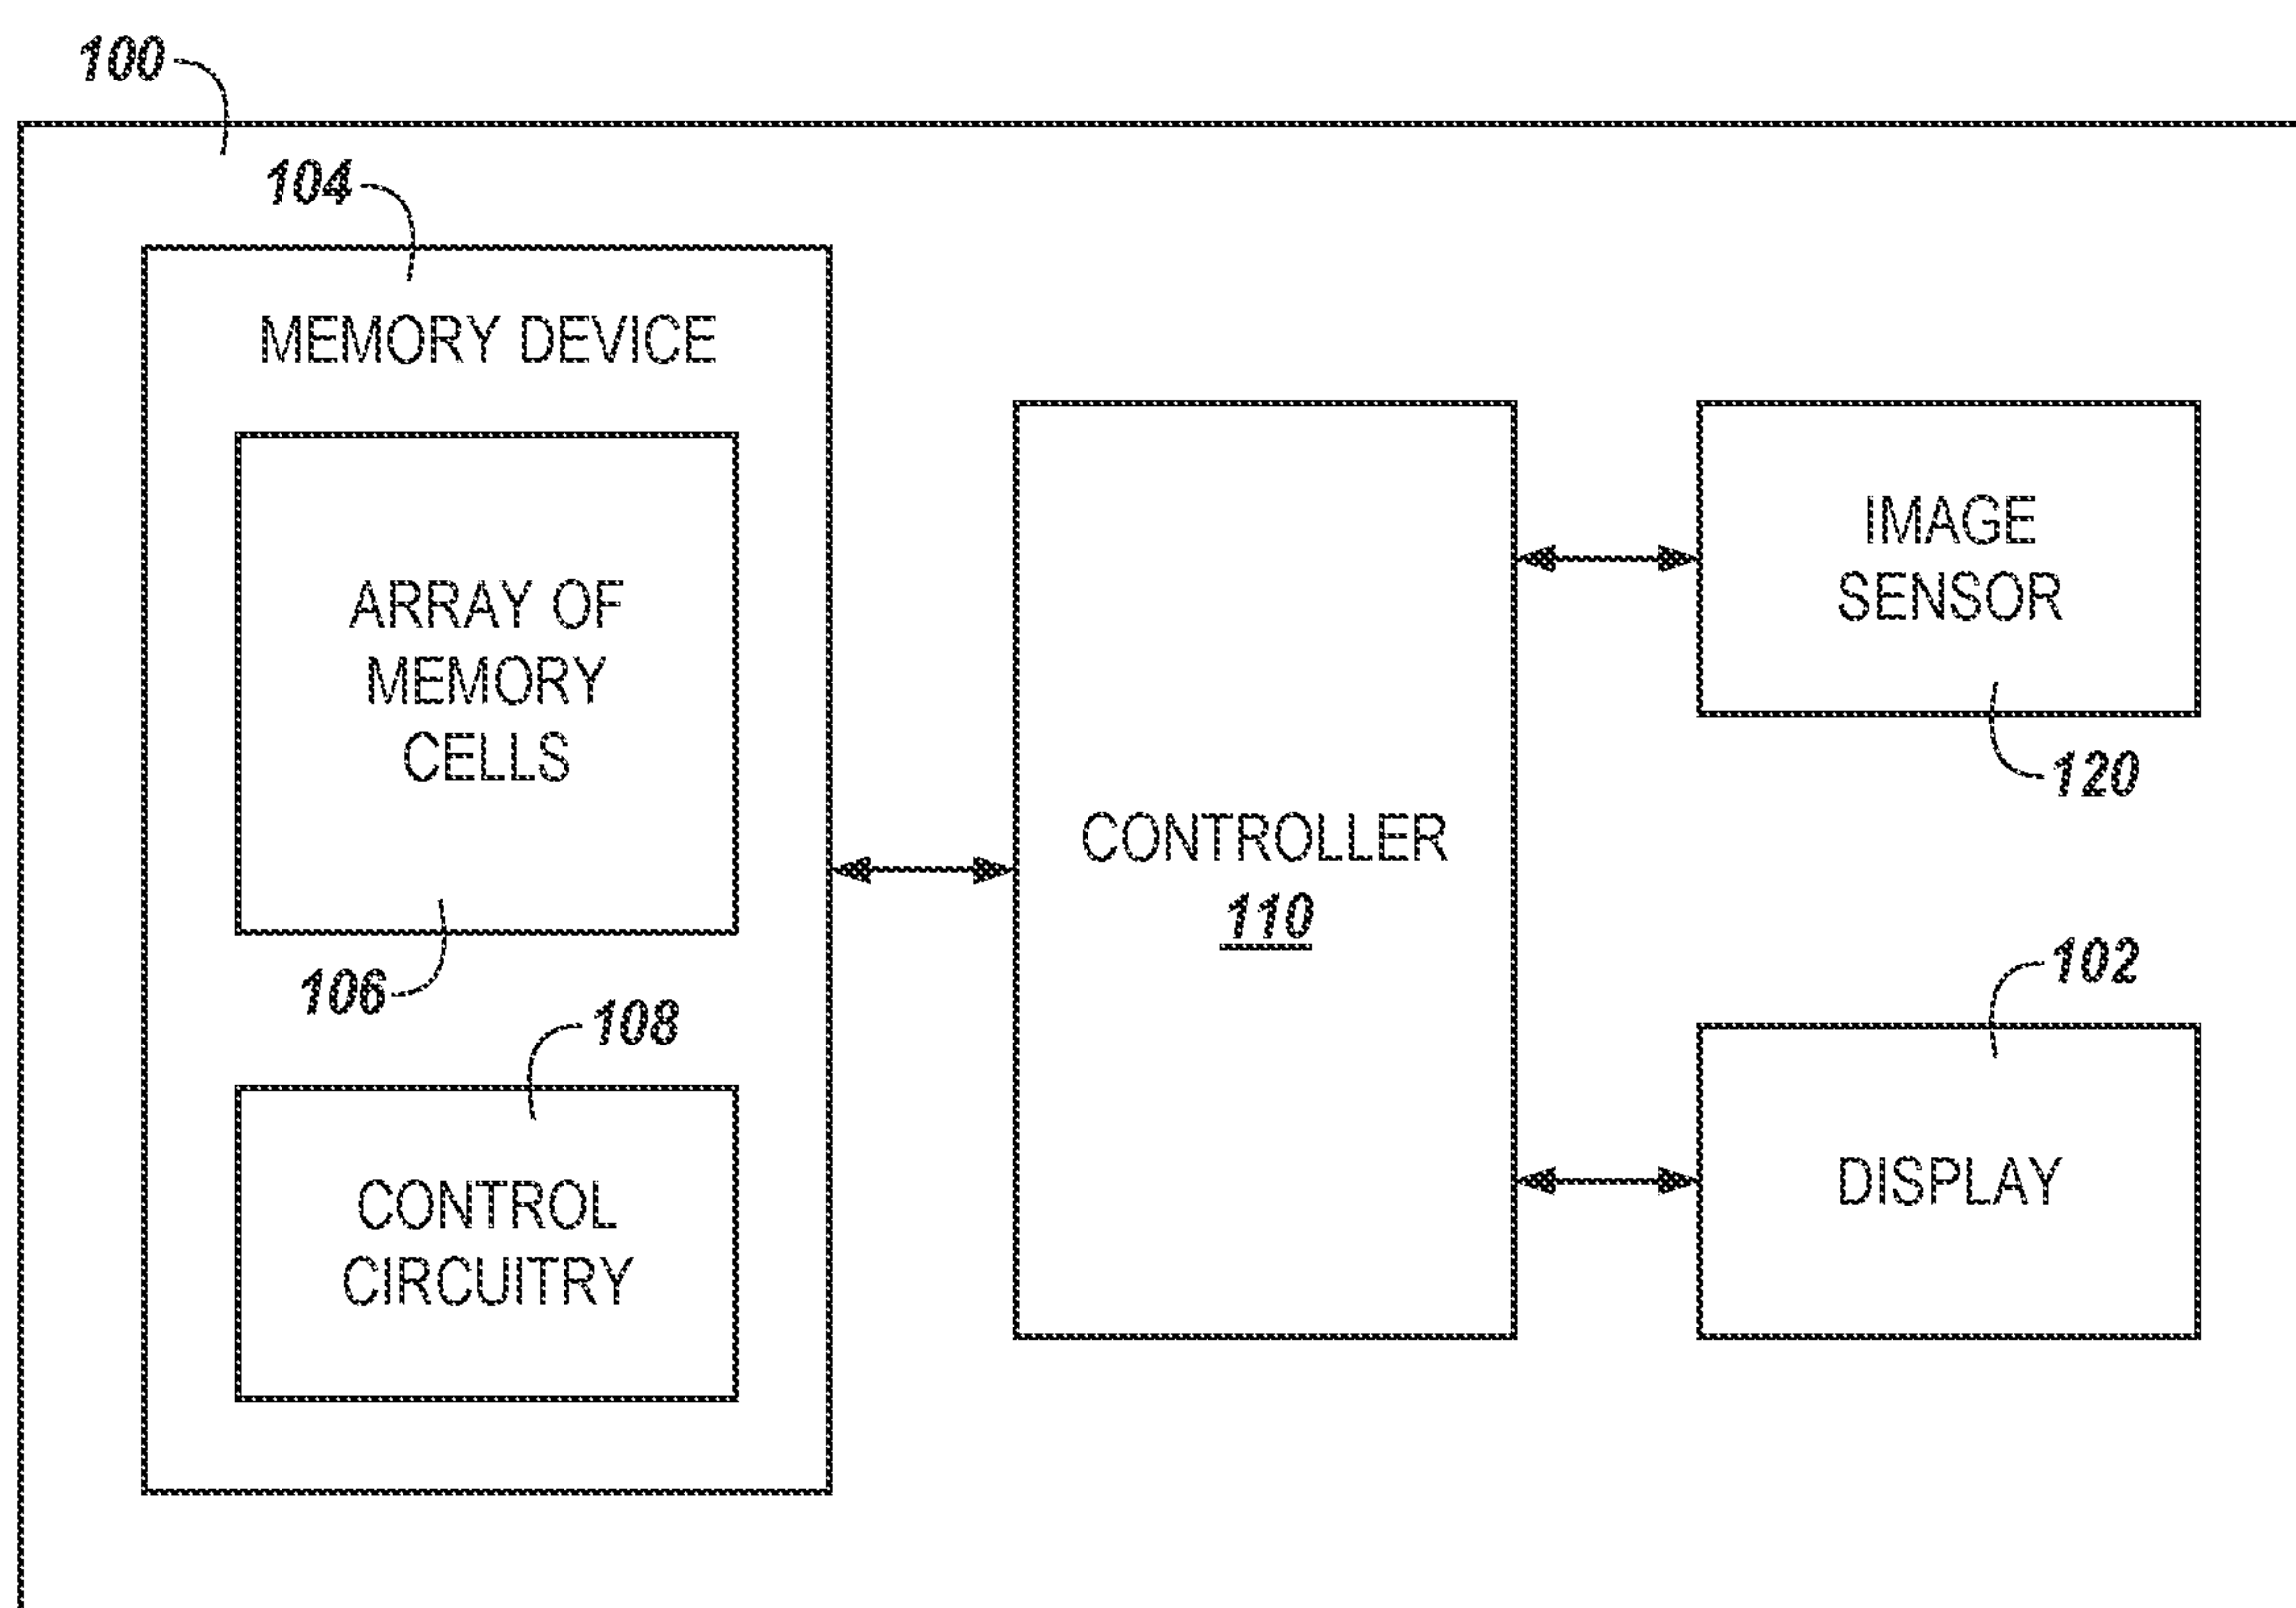 100
104
MEMORY DEVICE
ARRAY OF
MEMORY
CELLS
106
108
CONTROL
CIRCUITRY
CONTROLLER
110
IMAGE
SENSOR
120
102
DISPLAY